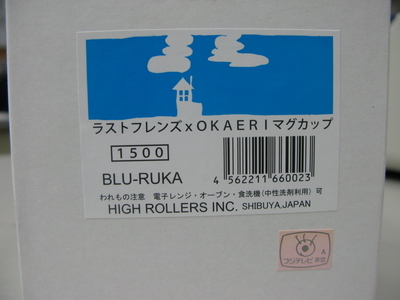 ラストフレンズxOKAERIマグカップ
1500
BLU-RUKA
4 562211 660023
われもの注意 電子レンジ・オーブン・食洗機(中性洗剤利用)可
HIGH ROLLERS INC. SHIBUYA,JAPAN
A
フジテレビ 許諾